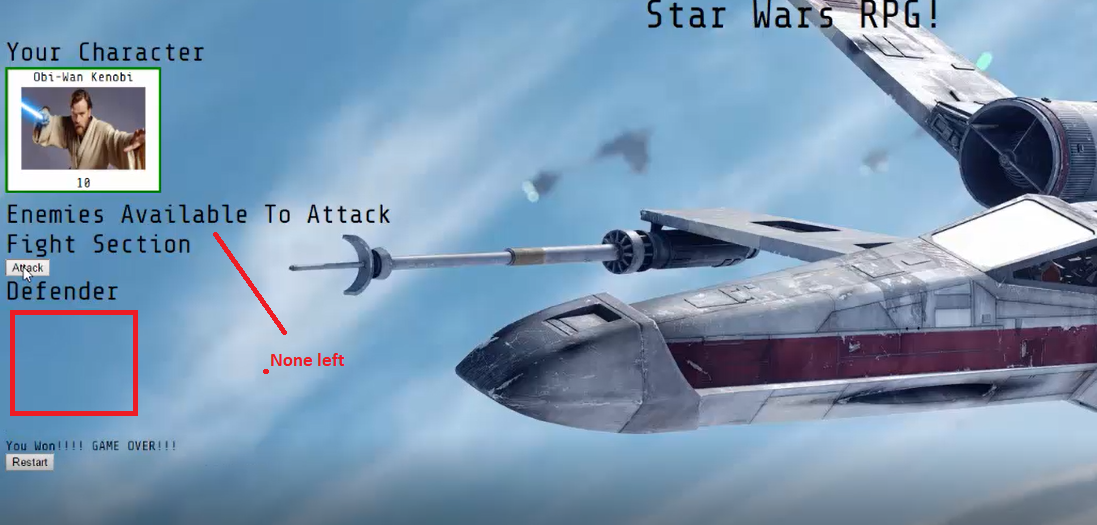 Star Wars RPG!
Your Character
Obi-Wan Kenobi
10
Enemies Available To Attack
Fight Section
Attack
Defender
None left
You Won!!!! GAME OVER!!!
Restart